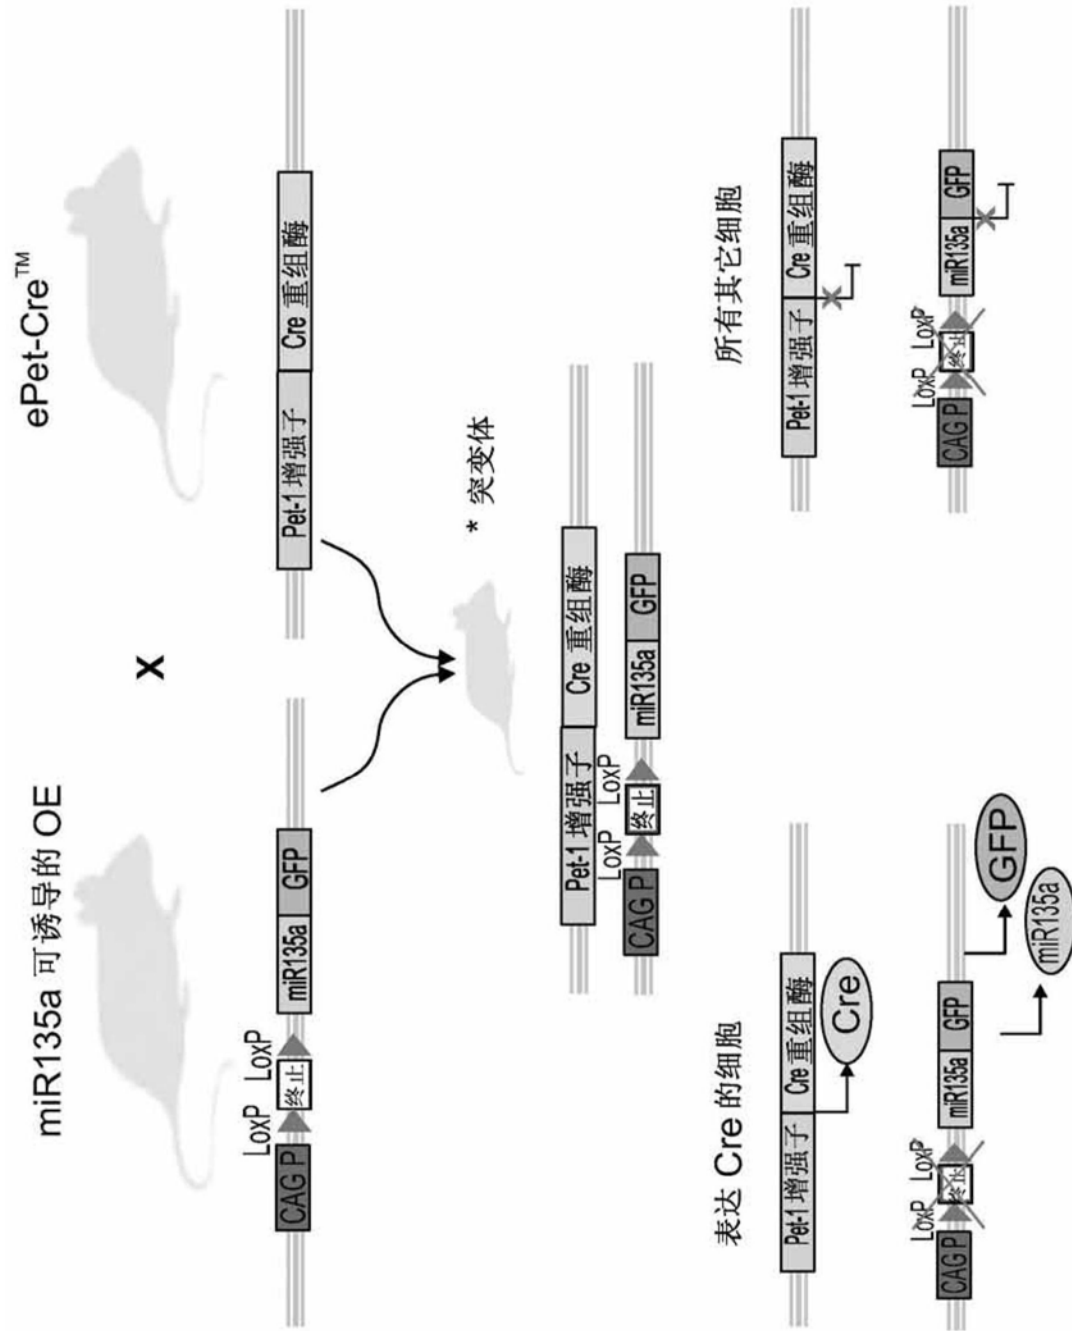 miR135a 可诱导的 OE
X
ePet-Cre™
LoxP LoxP
CAG P 终止 miR135a GFP
Pet-1 增强子 Cre 重组酶
* 突变体
Pet-1 增强子 Cre 重组酶
LoxP LoxP
CAG P 终止 miR135a GFP
表达 Cre 的细胞
Pet-1 增强子 Cre 重组酶
Cre
LoxP LoxP
CAG P 终止 miR135a GFP
GFP
miR135a
所有其它细胞
Pet-1 增强子 Cre 重组酶
LoxP LoxP
CAG P 终止 miR135a GFP